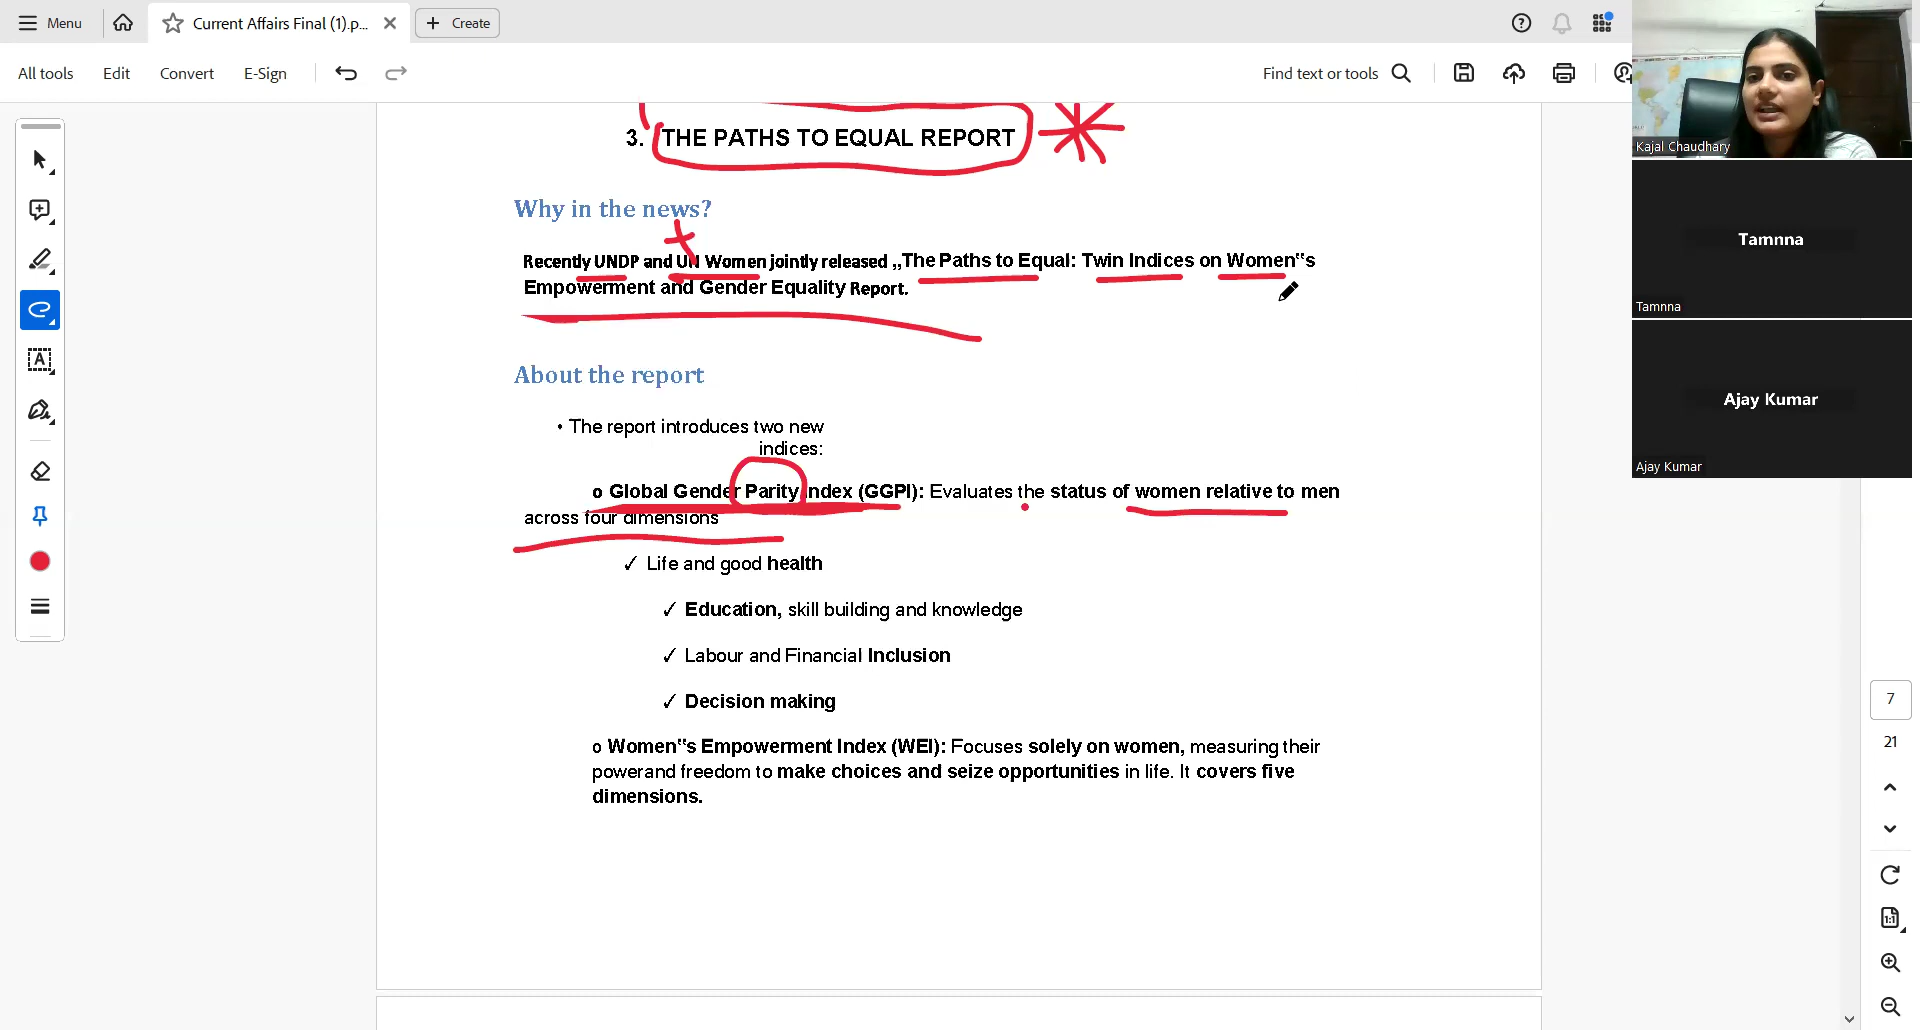 Menu
Current Affairs Final (1).p...
Create
All tools
Edit
Convert
E-Sign
Find text or tools
3. THE PATHS TO EQUAL REPORT
Why in the news?
Recently UNDP and UN Women jointly released „The Paths to Equal: Twin Indices on Women‟s
Empowerment and Gender Equality Report.
About the report
• The report introduces two new
indices:
o Global Gender Parity Index (GGPI): Evaluates the status of women relative to men
across four dimensions
✓ Life and good health
✓ Education, skill building and knowledge
✓ Labour and Financial Inclusion
✓ Decision making
o Women‟s Empowerment Index (WEI): Focuses solely on women, measuring their
powerand freedom to make choices and seize opportunities in life. It covers five
dimensions.
Kajal Chaudhary
Tamnna
Tamnna
Ajay Kumar
Ajay Kumar
7
21